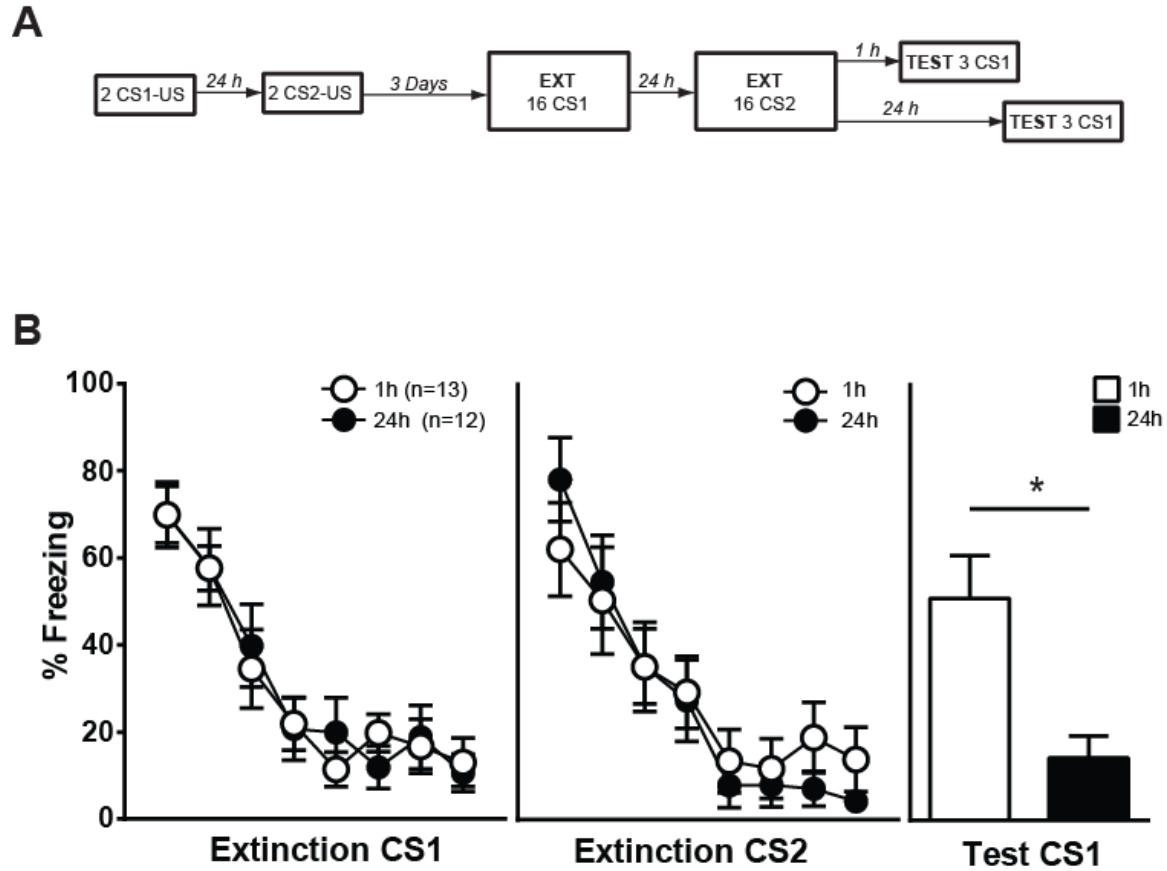 A
2 CS1-US
24 h
2 CS2-US
3 Days
EXT
16 CS1
24 h
EXT
16 CS2
1 h
TEST 3 CS1
24 h
TEST 3 CS1
B
% Freezing
100
80
60
40
20
0
1h (n=13)
24h (n=12)
Extinction CS1
1h
24h
Extinction CS2
1h
24h
*
Test CS1